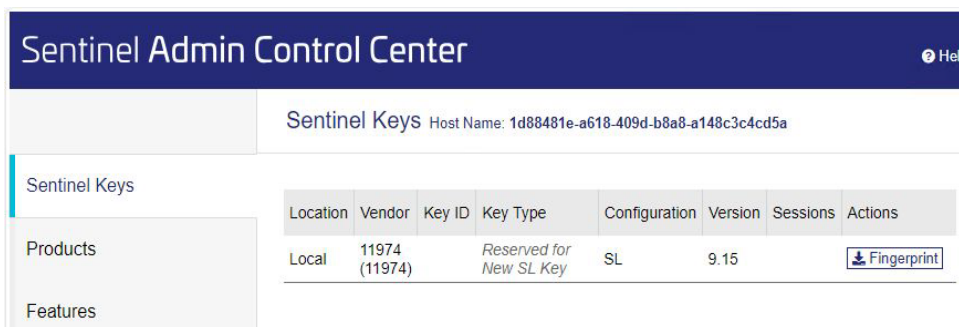 Sentinel Admin Control Center
Hel
Sentinel Keys Host Name: 1d88481e-a618-409d-b8a8-a148c3c4cd5a
Sentinel Keys
Products
Features
Location Vendor Key ID Key Type Configuration Version Sessions Actions
Local 11974 (11974) Reserved for New SL Key SL 9.15 Fingerprint